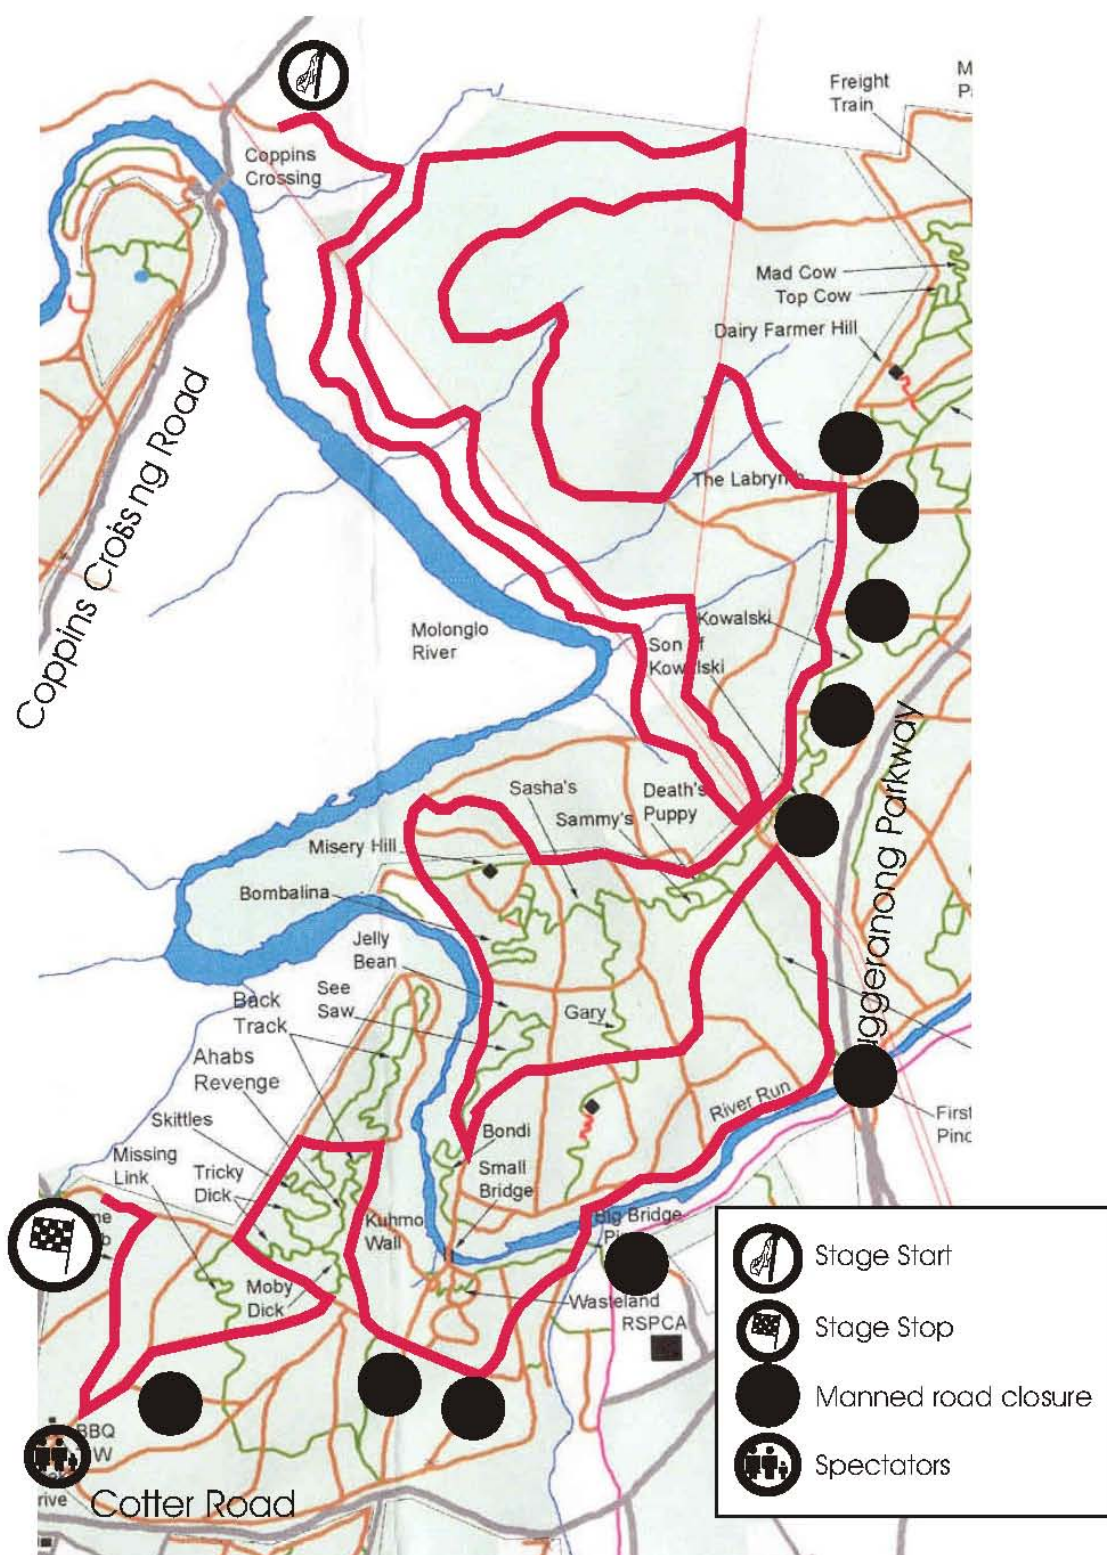 M
Freight
Train
Coppins
Crossing
Mad Cow
Top Cow
Dairy Farmer Hill
Coppins Crossing Road
Molonglo
River
Kowalski
Son of
Kowalski
Sasha's
Death's
Puppy
Sammy's
Misery Hill
Bombalina
Jelly
Bean
See
Saw
Back
Track
Gary
Ahabs
Revenge
Skittles
Missing
Link
Tricky
Dick
River Run
First
Bondi
Small
Bridge
Kuhmo
Wall
Big Bridge
Moby
Dick
Wasteland
RSPCA
BBQ
Cotter Road
Stage Start
Stage Stop
Manned road closure
Spectators